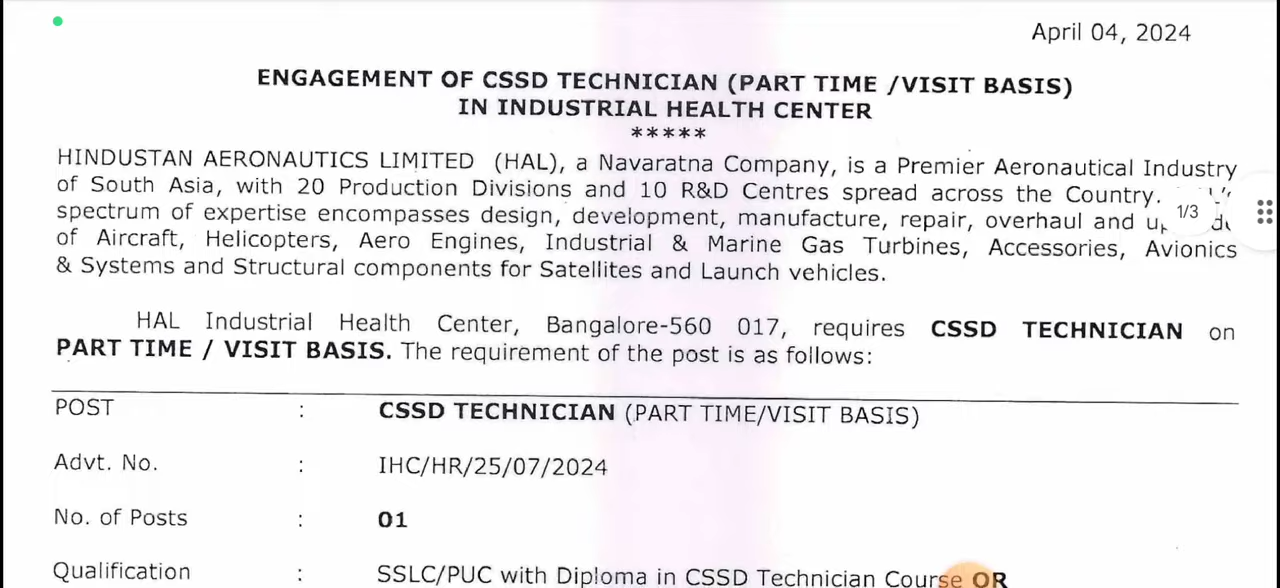 April 04, 2024
ENGAGEMENT OF CSSD TECHNICIAN (PART TIME /VISIT BASIS)
IN INDUSTRIAL HEALTH CENTER
*****
HINDUSTAN AERONAUTICS LIMITED (HAL), a Navaratna Company, is a Premier Aeronautical Industry
of South Asia, with 20 Production Divisions and 10 R&D Centres spread across the Country.
spectrum of expertise encompasses design, development, manufacture, repair, overhaul and
1/3
of Aircraft, Helicopters, Aero Engines, Industrial & Marine Gas Turbines, Accessories, Avionics
& Systems and Structural components for Satellites and Launch vehicles.
HAL Industrial Health Center, Bangalore-560 017, requires CSSD TECHNICIAN on
PART TIME / VISIT BASIS. The requirement of the post is as follows:
POST : CSSD TECHNICIAN (PART TIME/VISIT BASIS)
Advt. No. : IHC/HR/25/07/2024
No. of Posts : 01
Qualification : SSLC/PUC with Diploma in CSSD Technician Course OR